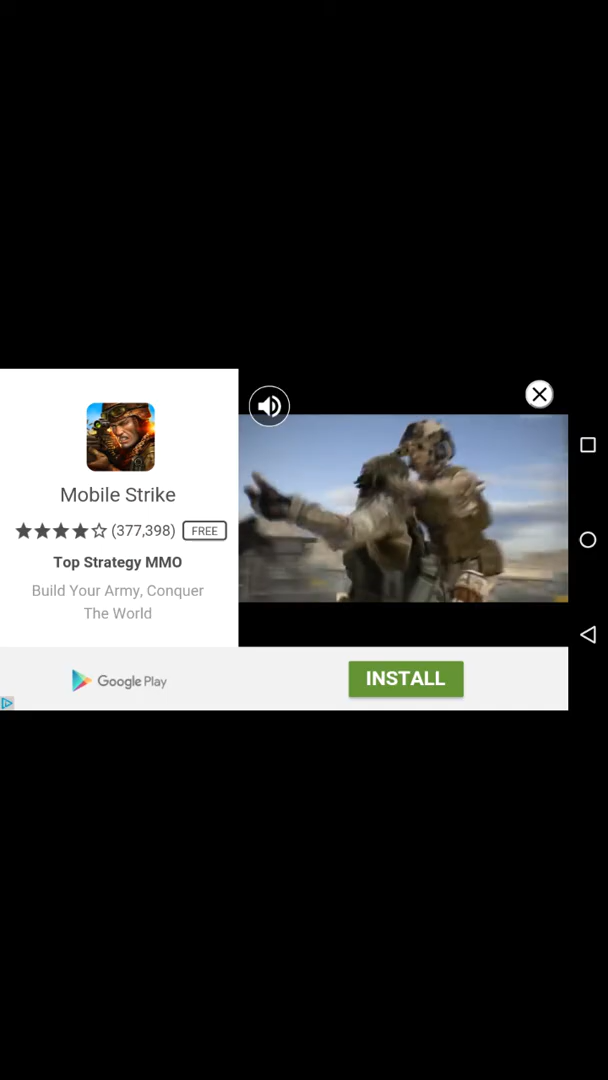 Mobile Strike
(377,398) FREE
Top Strategy MMO
Build Your Army, Conquer
The World
Google Play
INSTALL